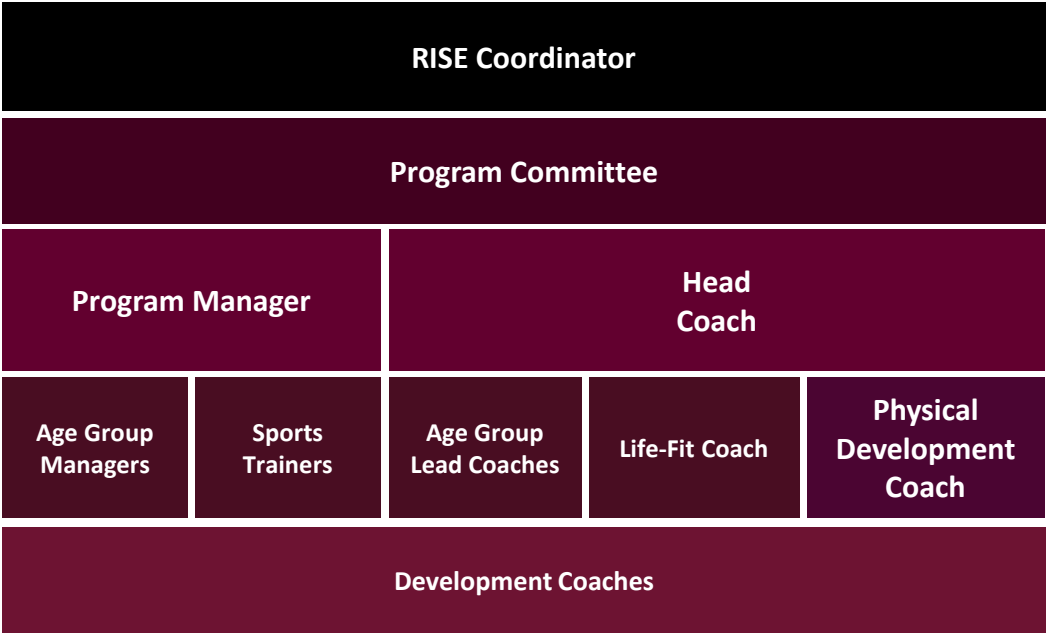 RISE Coordinator
Program Committee
Program Manager
Head
Coach
Age Group
Managers
Sports
Trainers
Age Group
Lead Coaches
Life-Fit Coach
Physical
Development
Coach
Development Coaches